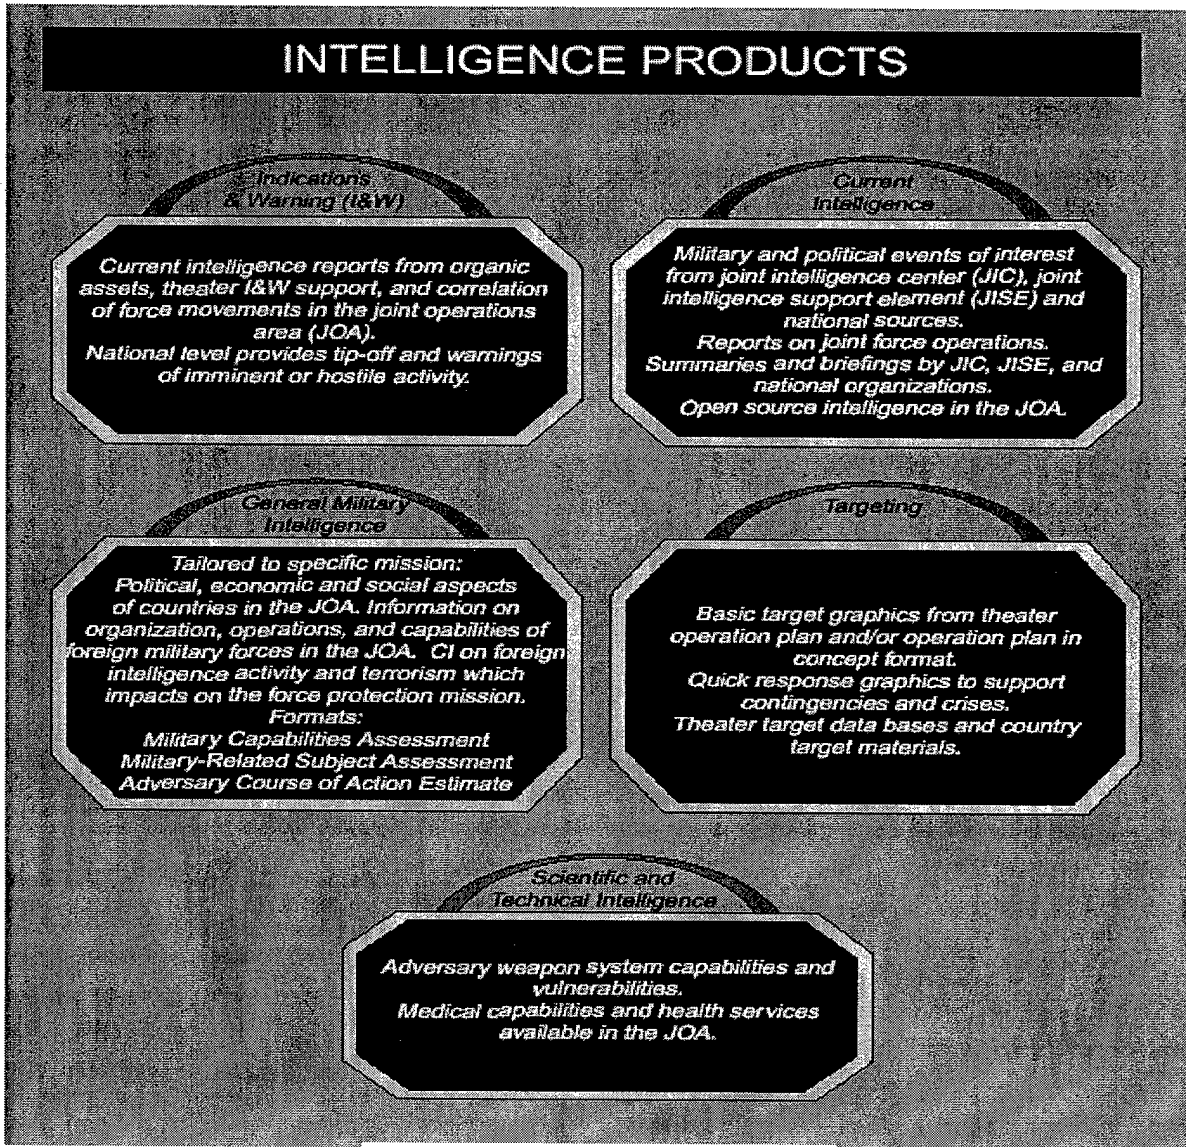 INTELLIGENCE PRODUCTS
Indications
& Warning (I&W)
Current intelligence reports from organic
assets, theater I&W support, and correlation
of force movements in the joint operations
area (JOA).
National level provides tip-off and warnings
of imminent or hostile activity.
Current
Intelligence
Military and political events of interest
from joint intelligence center (JIC), joint
intelligence support element (JISE) and
national sources.
Reports on joint force operations.
Summaries and briefings by JIC, JISE, and
national organizations.
Open source intelligence in the JOA.
General Military
Intelligence
Tailored to specific mission:
Political, economic and social aspects
of countries in the JOA. Information on
organization, operations, and capabilities of
foreign military forces in the JOA. CI on foreign
intelligence activity and terrorism which
impacts on the force protection mission.
Formats:
Military Capabilities Assessment
Military-Related Subject Assessment
Adversary Course of Action Estimate
Targeting
Basic target graphics from theater
operation plan and/or operation plan in
concept format.
Quick response graphics to support
contingencies and crises.
Theater target data bases and country
target materials.
Scientific and
Technical Intelligence
Adversary weapon system capabilities and
vulnerabilities.
Medical capabilities and health services
available in the JOA.